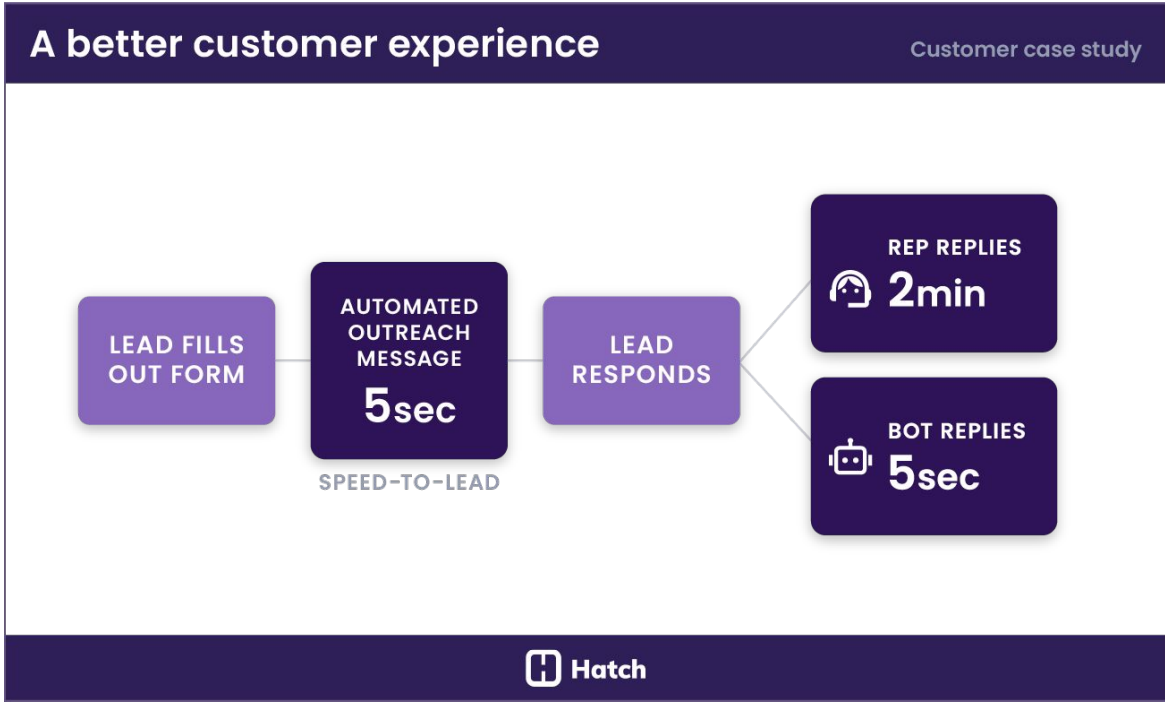 A better customer experience
Customer case study
LEAD FILLS
OUT FORM
AUTOMATED
OUTREACH
MESSAGE
5sec
SPEED-TO-LEAD
LEAD
RESPONDS
REP REPLIES
2min
BOT REPLIES
5sec
Hatch